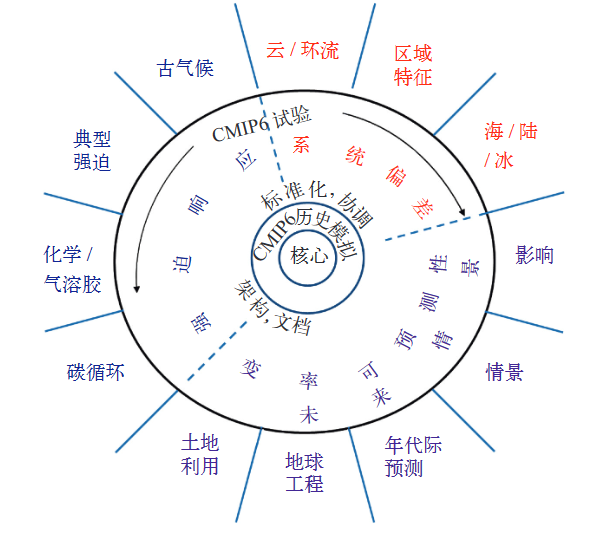 云 / 环流
区域
特征
海 / 陆
/ 冰
影响
情景
年代际
预测
地球
工程
土地
利用
碳循环
化学 /
气溶胶
典型
强迫
古气候
CMIP6 试验
系统偏差
强迫响应
变率可预测性
未来情景
标准化, 协调
CMIP6历史模拟
核心
架构, 文档